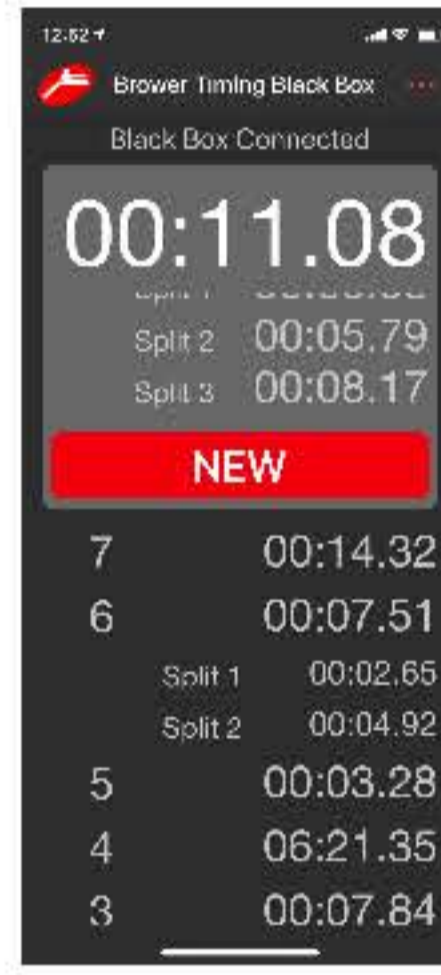 Brower Timing Black Box
Black Box Connected
00:11.08
Split 2 00:05.79
Split 3 00:08.17
NEW
7 00:14.32
6 00:07.51
Split 1 00:02.65
Split 2 00:04.92
5 00:03.28
4 06:21.35
3 00:07.84